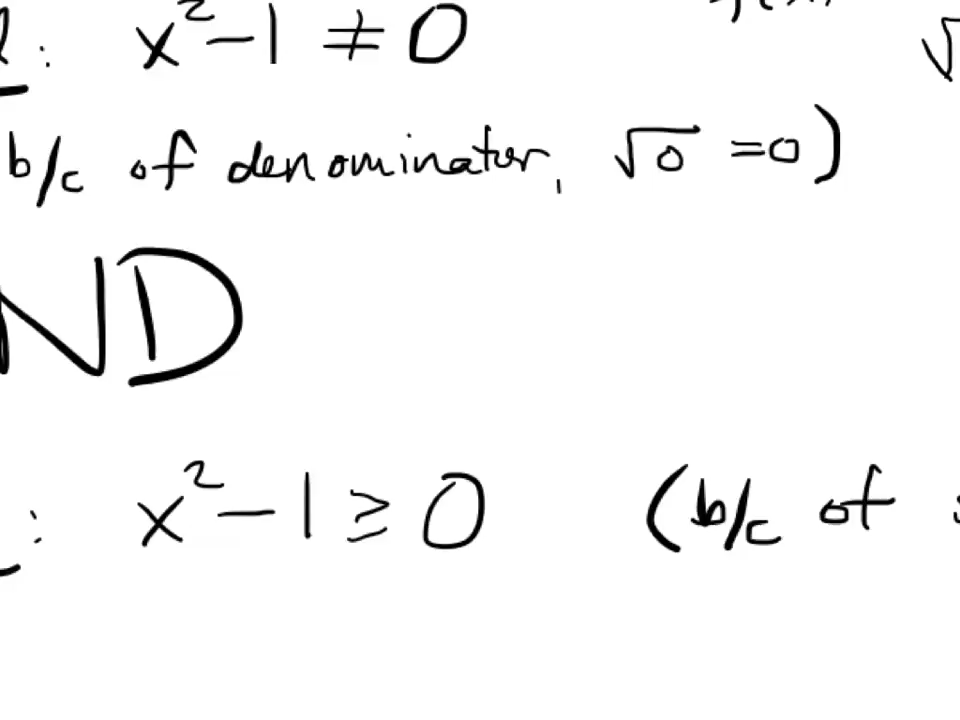 : x² - 1 ≠ 0
b/c of denominator, √0 = 0)
ND
: x² - 1 ≥ 0 (b/c of